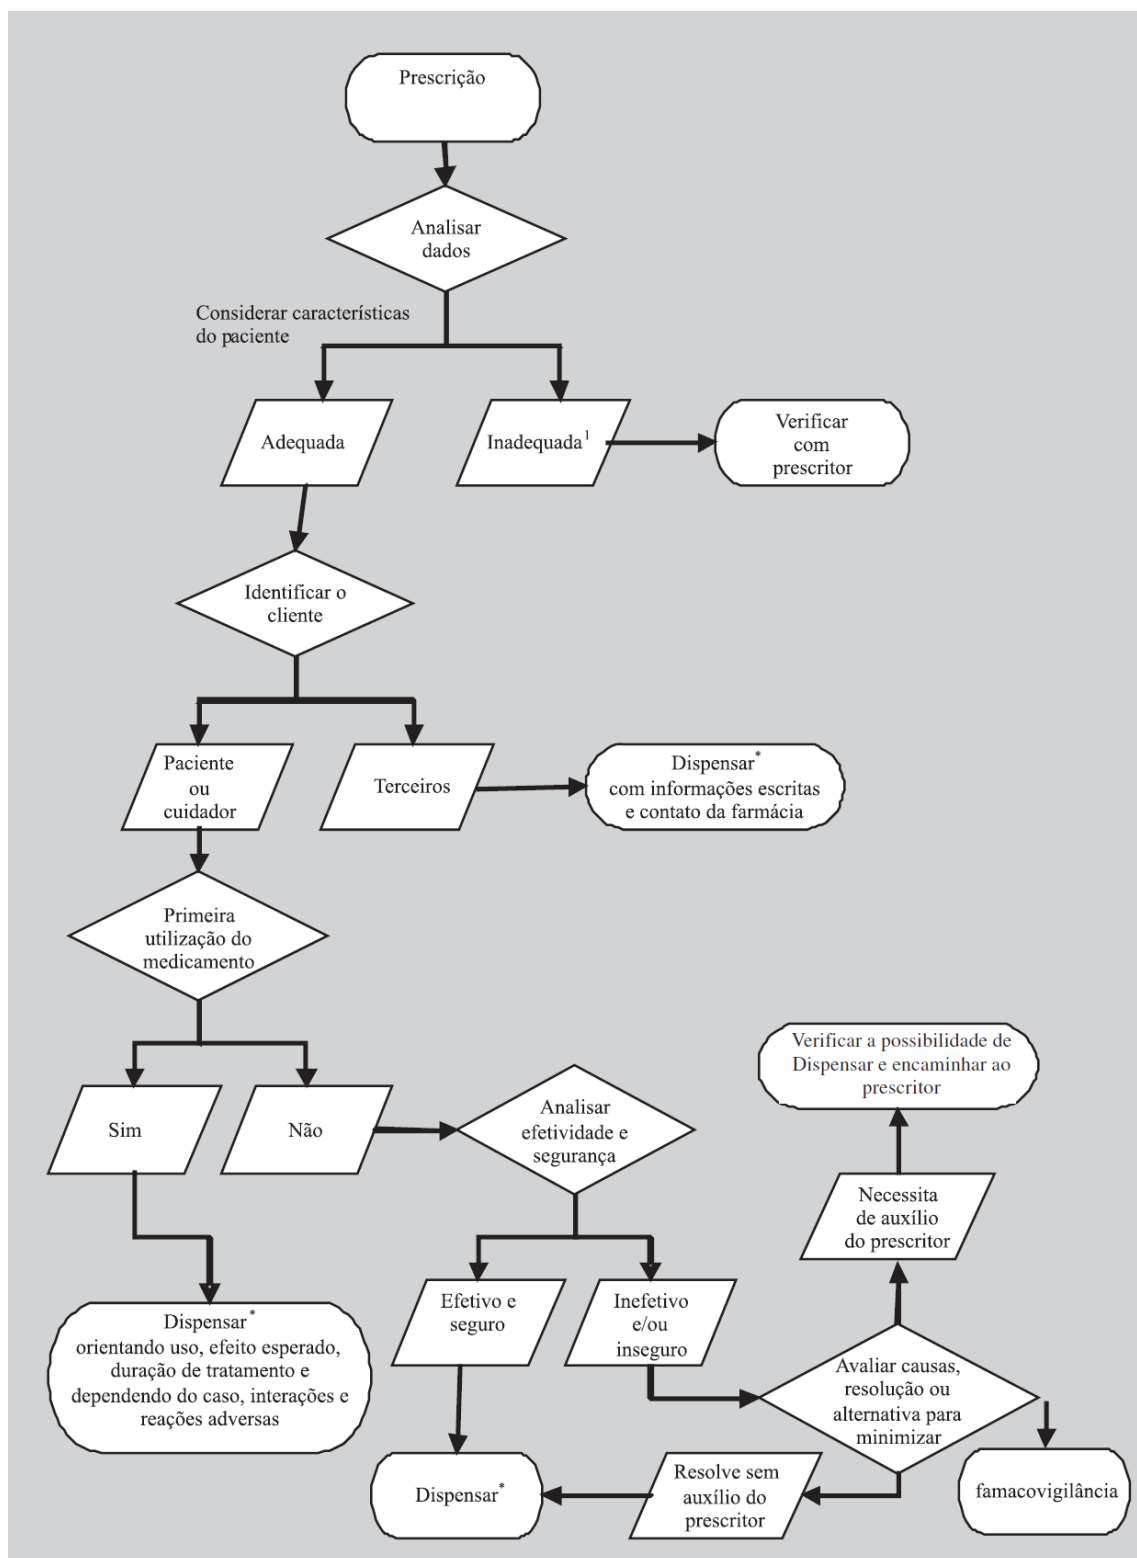 Prescrição
Analisar
dados
Considerar características
do paciente
Adequada
Inadequada¹
Verificar
com
prescritor
Identificar o
cliente
Paciente
ou
cuidador
Terceiros
Dispensar*
com informações escritas
e contato da farmácia
Primeira
utilização do
medicamento
Sim
Não
Analisar
efetividade e
segurança
Verificar a possibilidade de
Dispensar e encaminhar ao
prescritor
Necessita
de auxílio
do prescritor
Efetivo e
seguro
Inefetivo
e/ou
inseguro
Dispensar*
orientando uso, efeito esperado,
duração de tratamento e
dependendo do caso, interações e
reações adversas
Avaliar causas,
resolução ou
alternativa para
minimizar
Dispensar*
Resolve sem
auxílio do
prescritor
famacovigilância